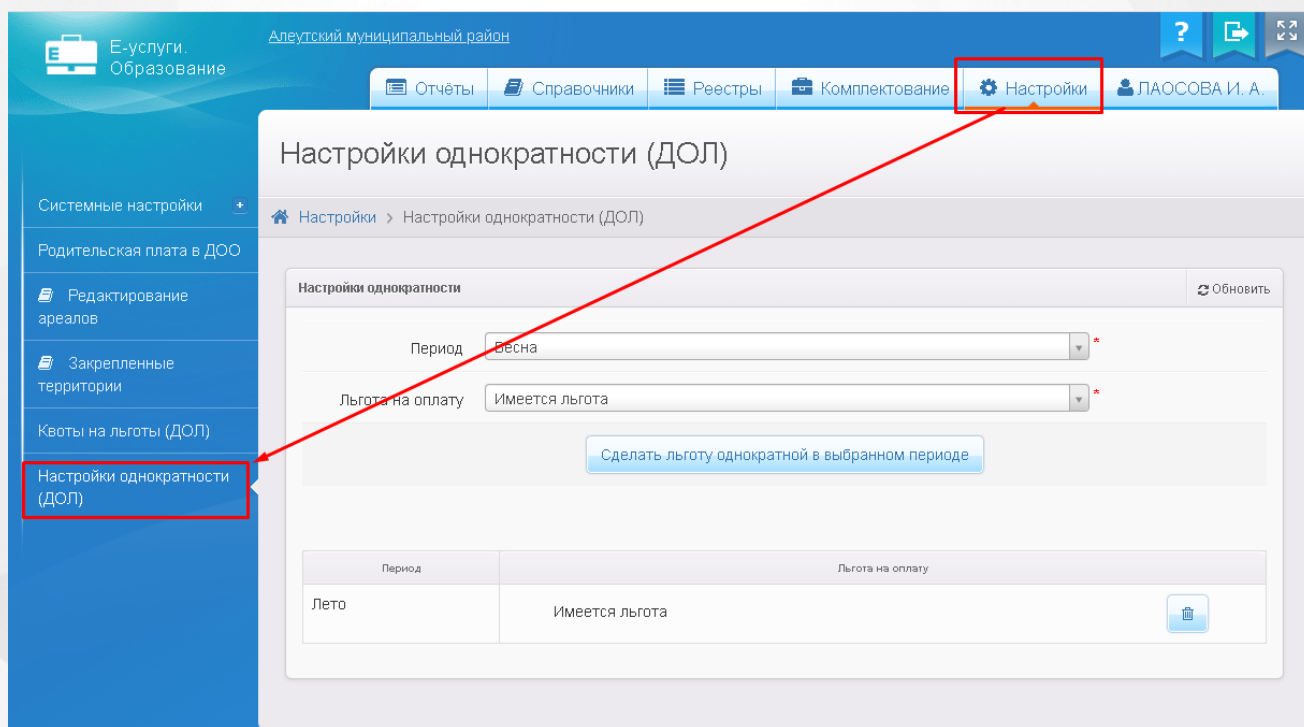 Е-услуги.
Образование
Алеутский муниципальный район
?
Отчёты
Справочники
Реестры
Комплектование
Настройки
ЛАОСОВА И. А.
Настройки однократности (ДОЛ)
Системные настройки
Родительская плата в ДОО
Редактирование
ареалов
Закрепленные
территории
Квоты на льготы (ДОЛ)
Настройки однократности
(ДОЛ)
Настройки > Настройки однократности (ДОЛ)
Настройки однократности
Обновить
Период
Весна
*
Льгота на оплату
Имеется льгота
*
Сделать льготу однократной в выбранном периоде
Период
Льгота на оплату
Лето
Имеется льгота